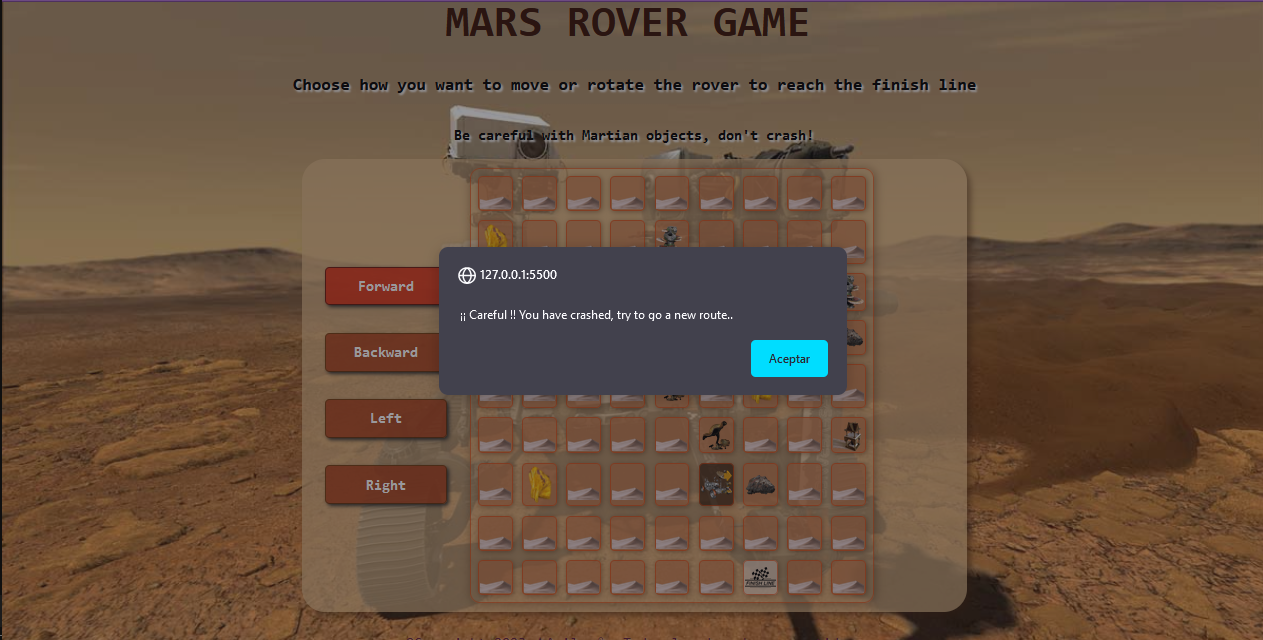 MARS ROVER GAME
Choose how you want to move or rotate the rover to reach the finish line
Be careful with Martian objects, don't crash!
127.0.0.1:5500
¡¡ Careful !! You have crashed, try to go a new route..
Aceptar
Forward
Backward
Left
Right
FINISH LINE